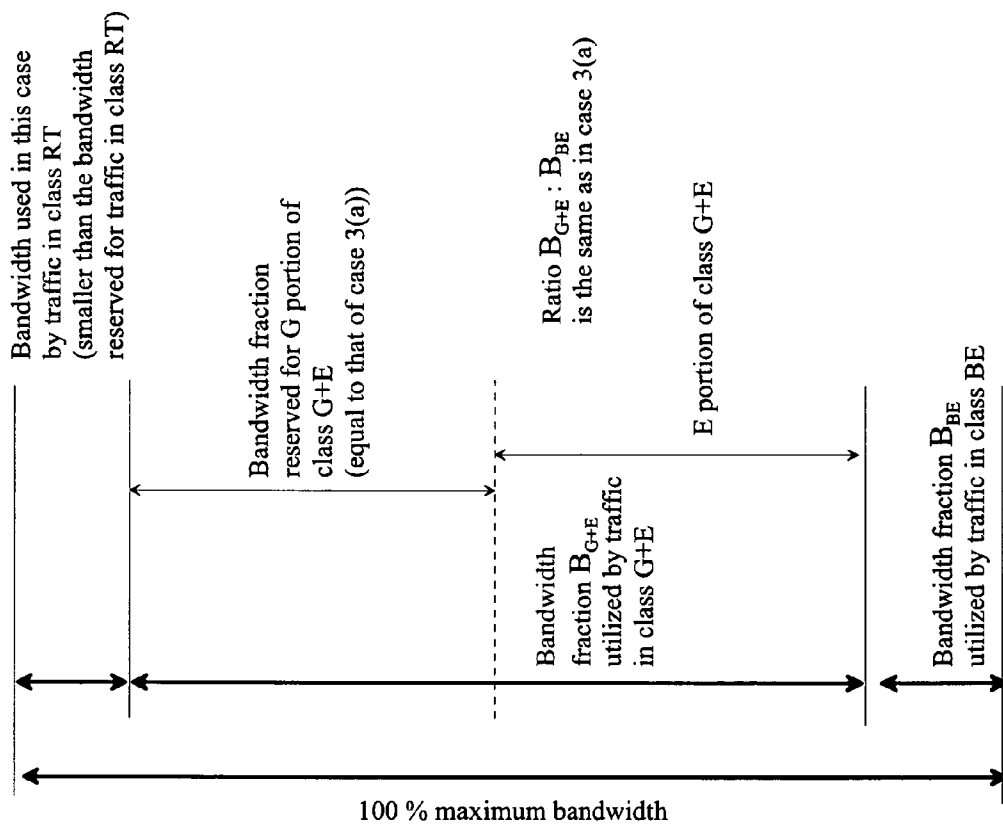 Bandwidth used in this case
by traffic in class RT
(smaller than the bandwidth
reserved for traffic in class RT)
Bandwidth fraction
reserved for G portion of
class G+E
(equal to that of case 3(a))
Ratio B_G+E : B_BE
is the same as in case 3(a)
E portion of class G+E
Bandwidth
fraction B_G+E
utilized by traffic
in class G+E
Bandwidth fraction B_BE
utilized by traffic in class BE
100 % maximum bandwidth